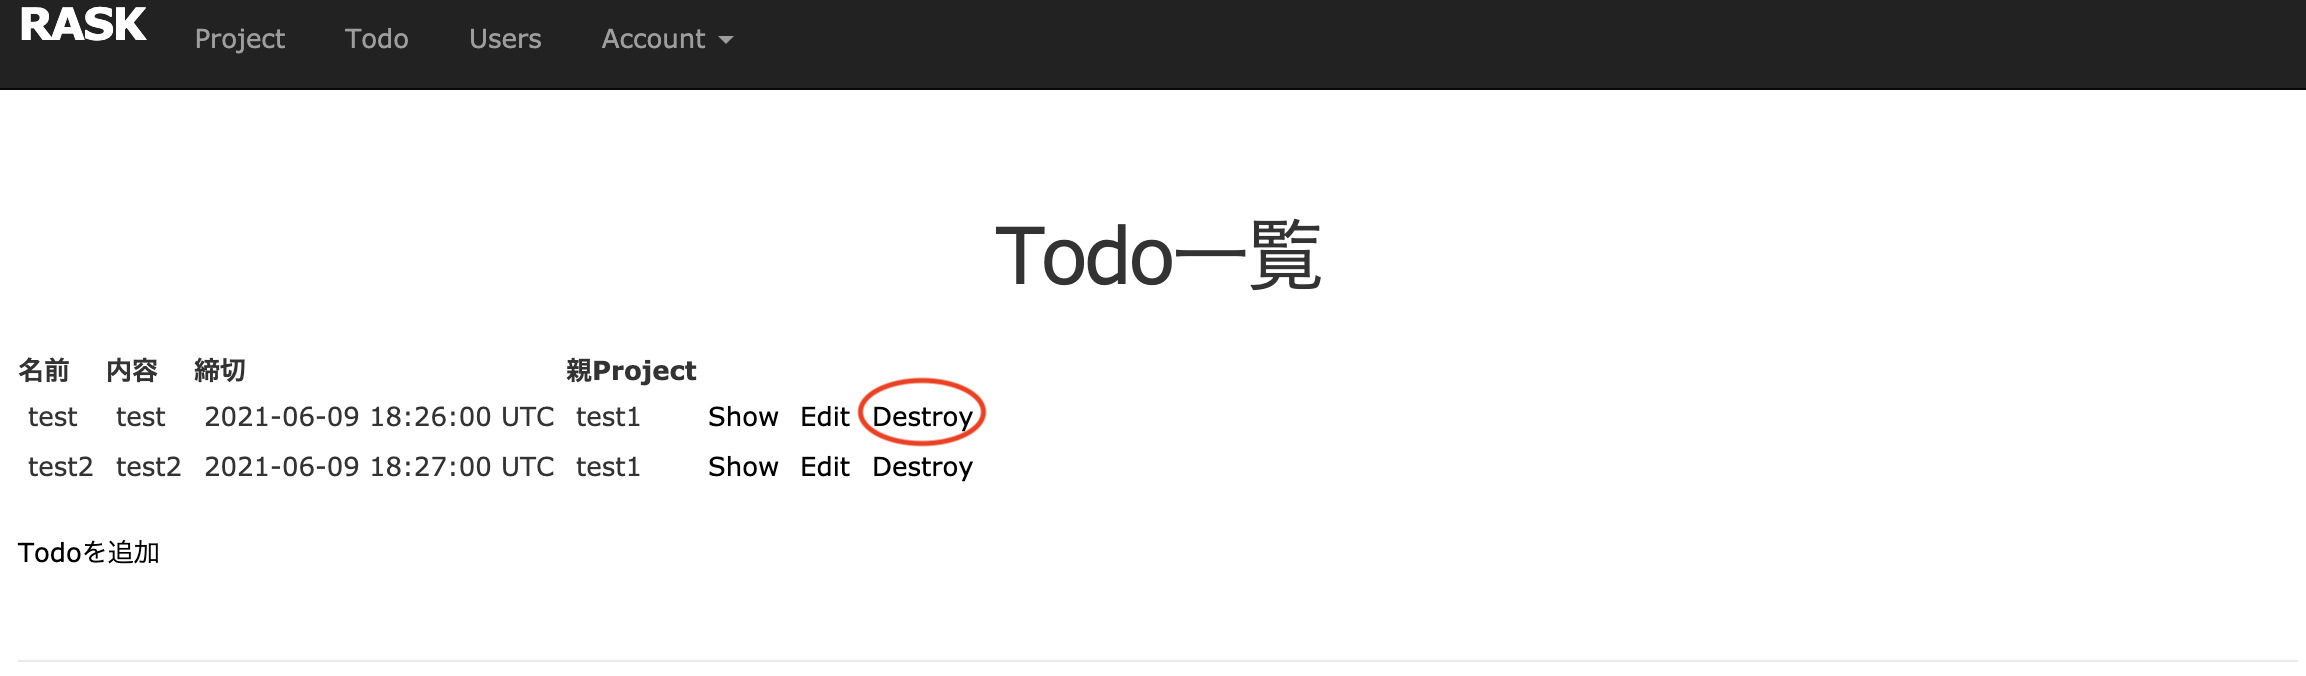 RASK Project Todo Users Account
Todo一覧
名前 内容 締切 親Project
test test 2021-06-09 18:26:00 UTC test1 Show Edit Destroy
test2 test2 2021-06-09 18:27:00 UTC test1 Show Edit Destroy
Todoを追加